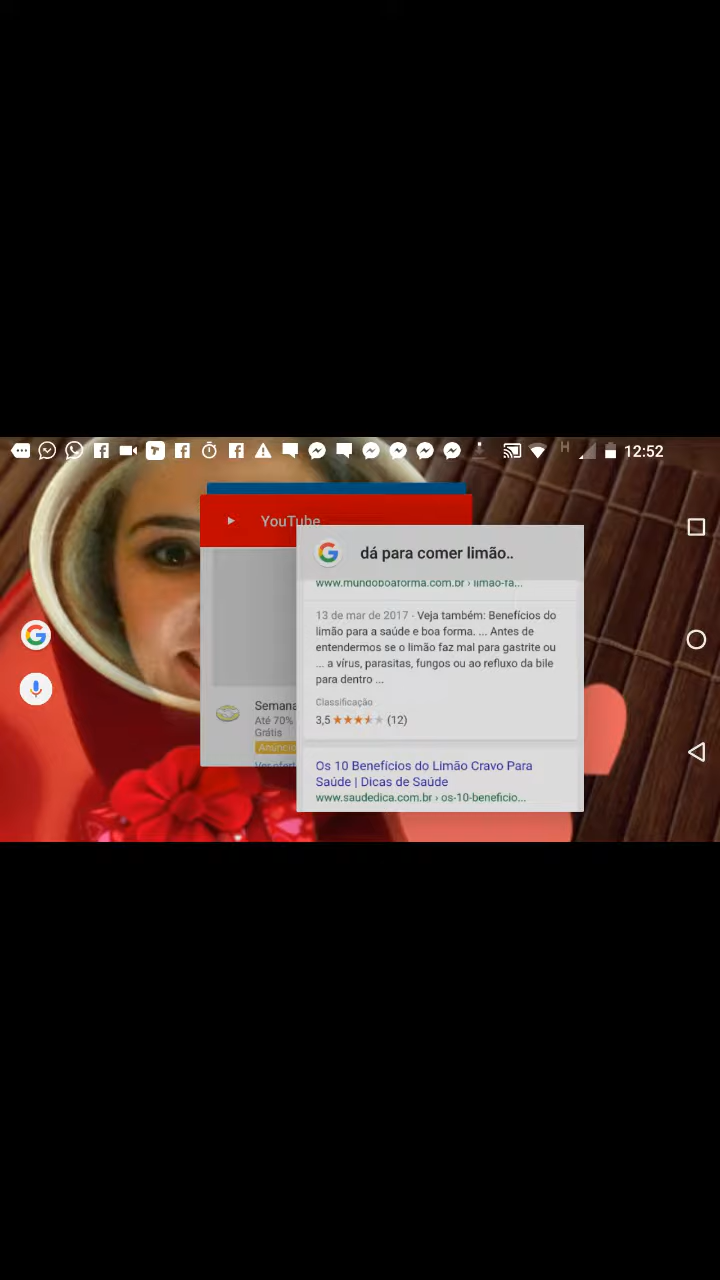 H 12:52
YouTube
dá para comer limão..
www.mundoboaforma.com.br › limao-fa...
13 de mar de 2017 - Veja também: Benefícios do
limão para a saúde e boa forma. ... Antes de
entendermos se o limão faz mal para gastrite ou
... a vírus, parasitas, fungos ou ao refluxo da bile
para dentro ...
Classificação
3,5 (12)
Semana
Até 70%
Grátis
Anúncio
Ver ofert
Os 10 Benefícios do Limão Cravo Para
Saúde | Dicas de Saúde
www.saudedica.com.br › os-10-beneficio...